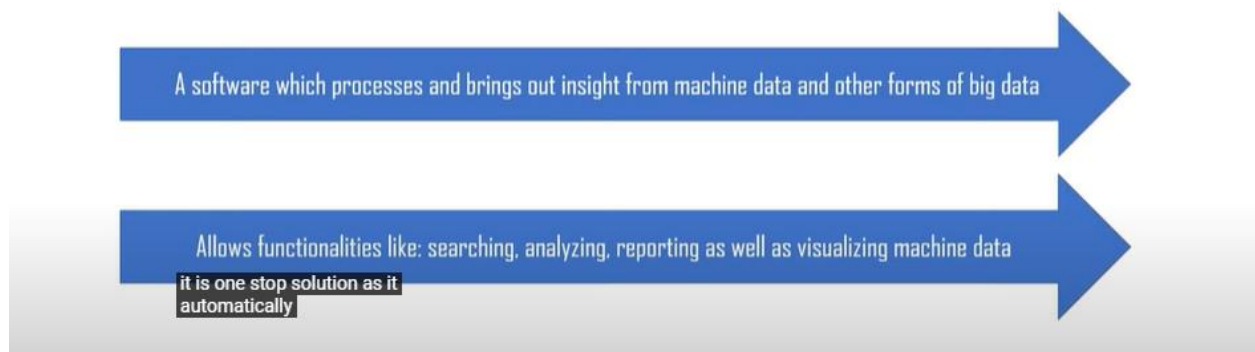 A software which processes and brings out insight from machine data and other forms of big data
Allows functionalities like: searching, analyzing, reporting as well as visualizing machine data
it is one stop solution as it
automatically